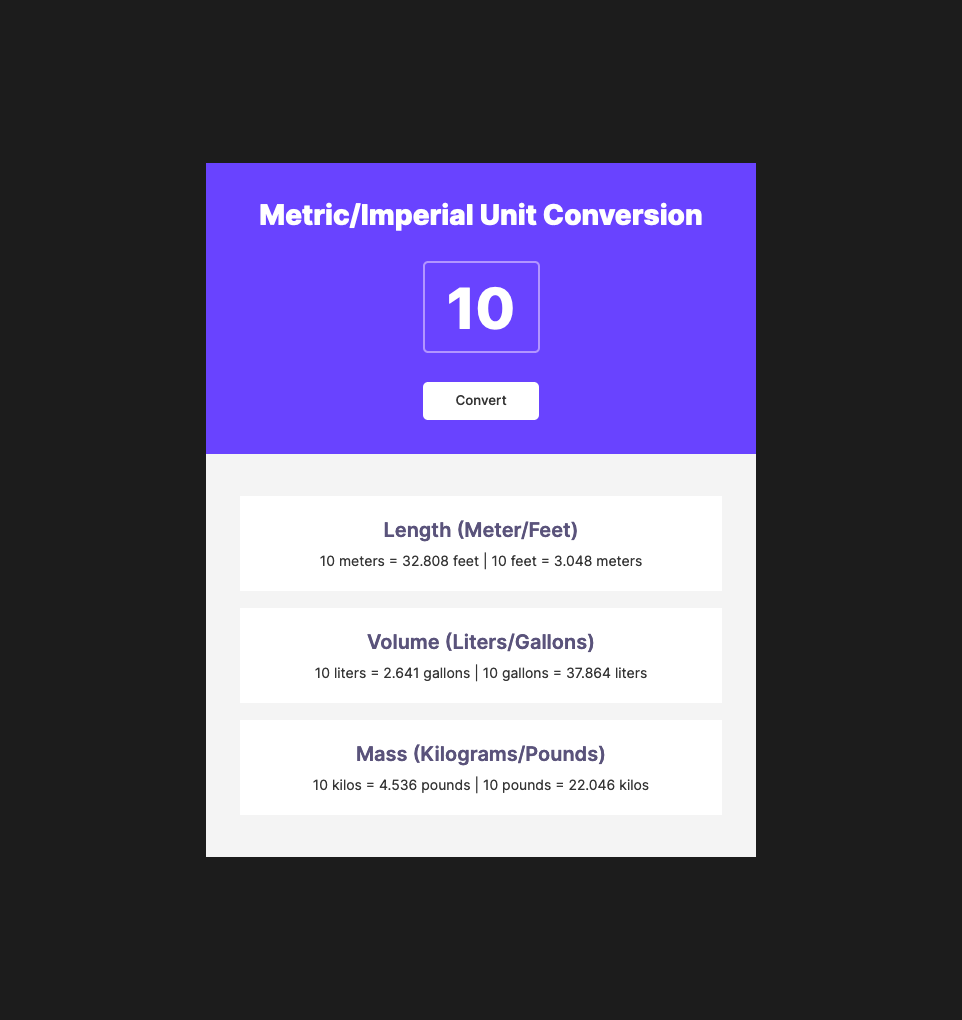 Metric/Imperial Unit Conversion
10
Convert
Length (Meter/Feet)
10 meters = 32.808 feet | 10 feet = 3.048 meters
Volume (Liters/Gallons)
10 liters = 2.641 gallons | 10 gallons = 37.864 liters
Mass (Kilograms/Pounds)
10 kilos = 4.536 pounds | 10 pounds = 22.046 kilos